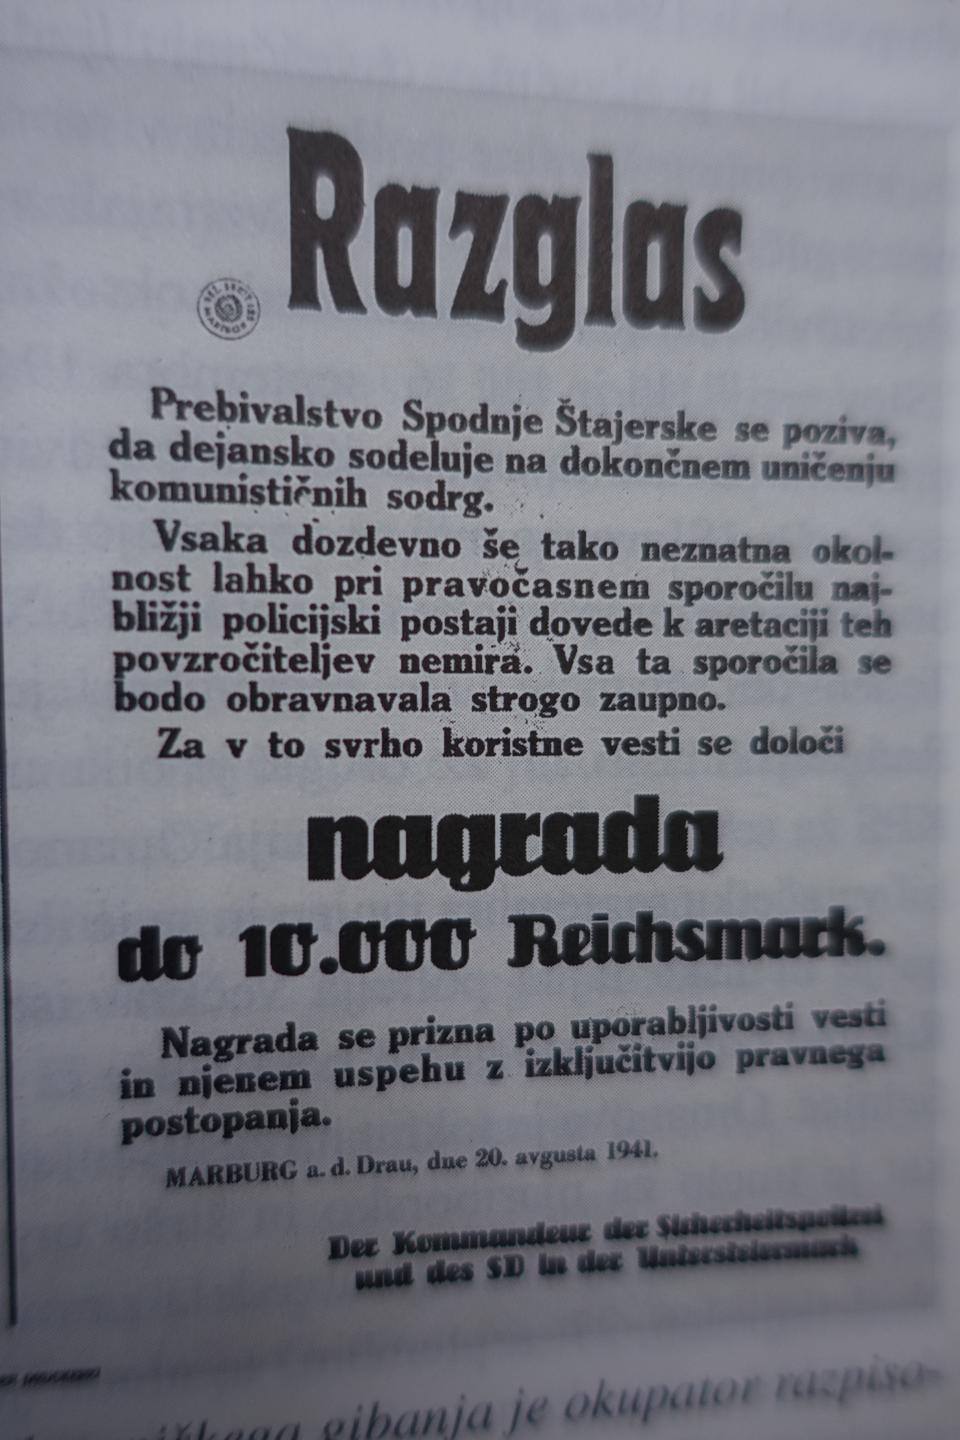 Razglas
Prebivalstvo Spodnje Štajerske se poziva,
da dejansko sodeluje na dokončnem uničenju
komunističnih sodrg.
Vsaka dozdevno še tako neznatna okol-
nost lahko pri pravočasnem sporočilu naj-
bližji policijski postaji dovede k aretaciji teh
povzročiteljev nemira. Vsa ta sporočila se
bodo obravnavala strogo zaupno.
Za v to svrho koristne vesti se določi
nagrada
do 10.000 Reichsmark.
Nagrada se prizna po uporabljivosti vesti
in njenem uspehu z izključitvijo pravnega
postopanja.
MARBURG a. d. Drau, dne 20. avgusta 1941.
Der Kommandeur der Sicherheitspolizei
und des SD in der Untersteiermark
gibanja je okupator razpiso-